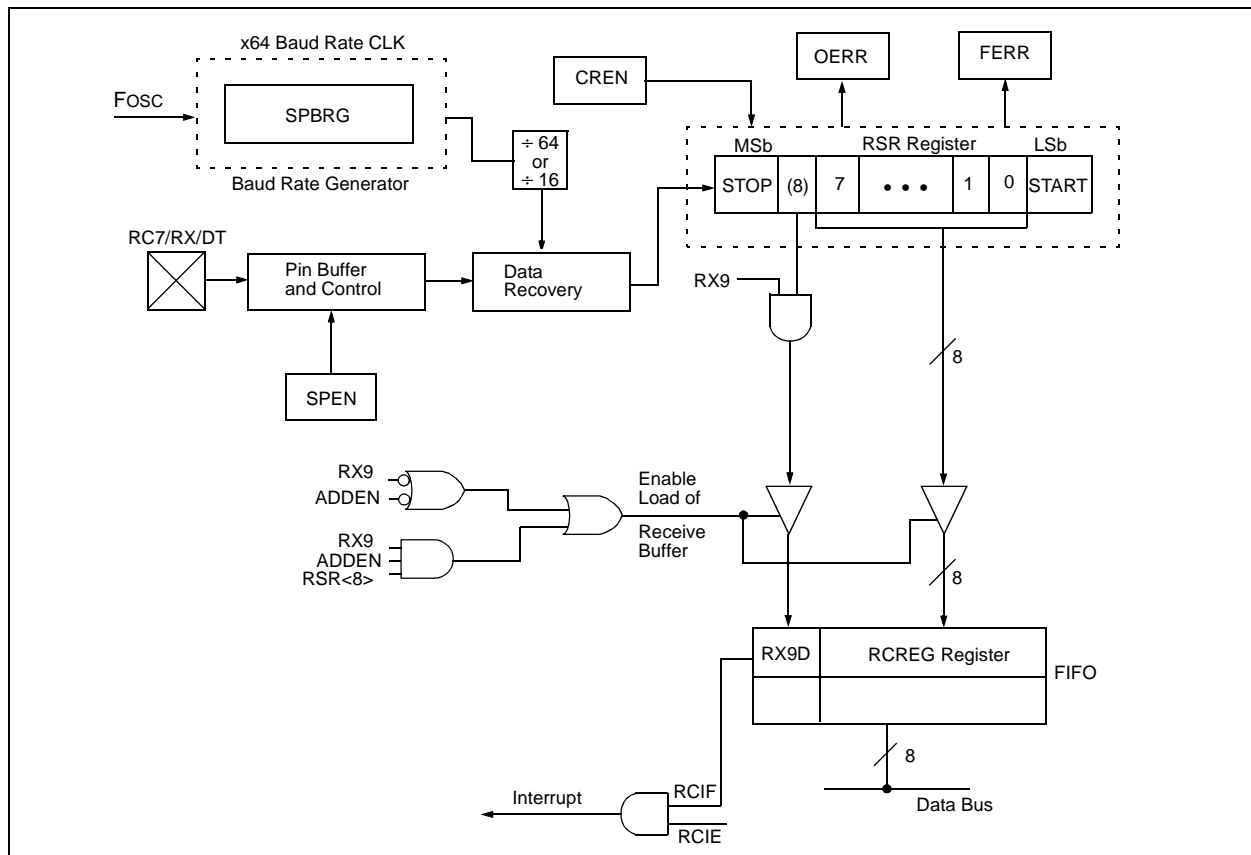 x64 Baud Rate CLK
FOSC
SPBRG
Baud Rate Generator
÷ 64
or
÷ 16
CREN
OERR
FERR
MSb
RSR Register
LSb
STOP
(8)
7
• • •
1
0
START
RC7/RX/DT
Pin Buffer
and Control
Data
Recovery
SPEN
RX9
8
RX9
ADDEN
RX9
ADDEN
RSR<8>
Enable
Load of
Receive
Buffer
8
RX9D
RCREG Register
FIFO
8
Data Bus
Interrupt
RCIF
RCIE